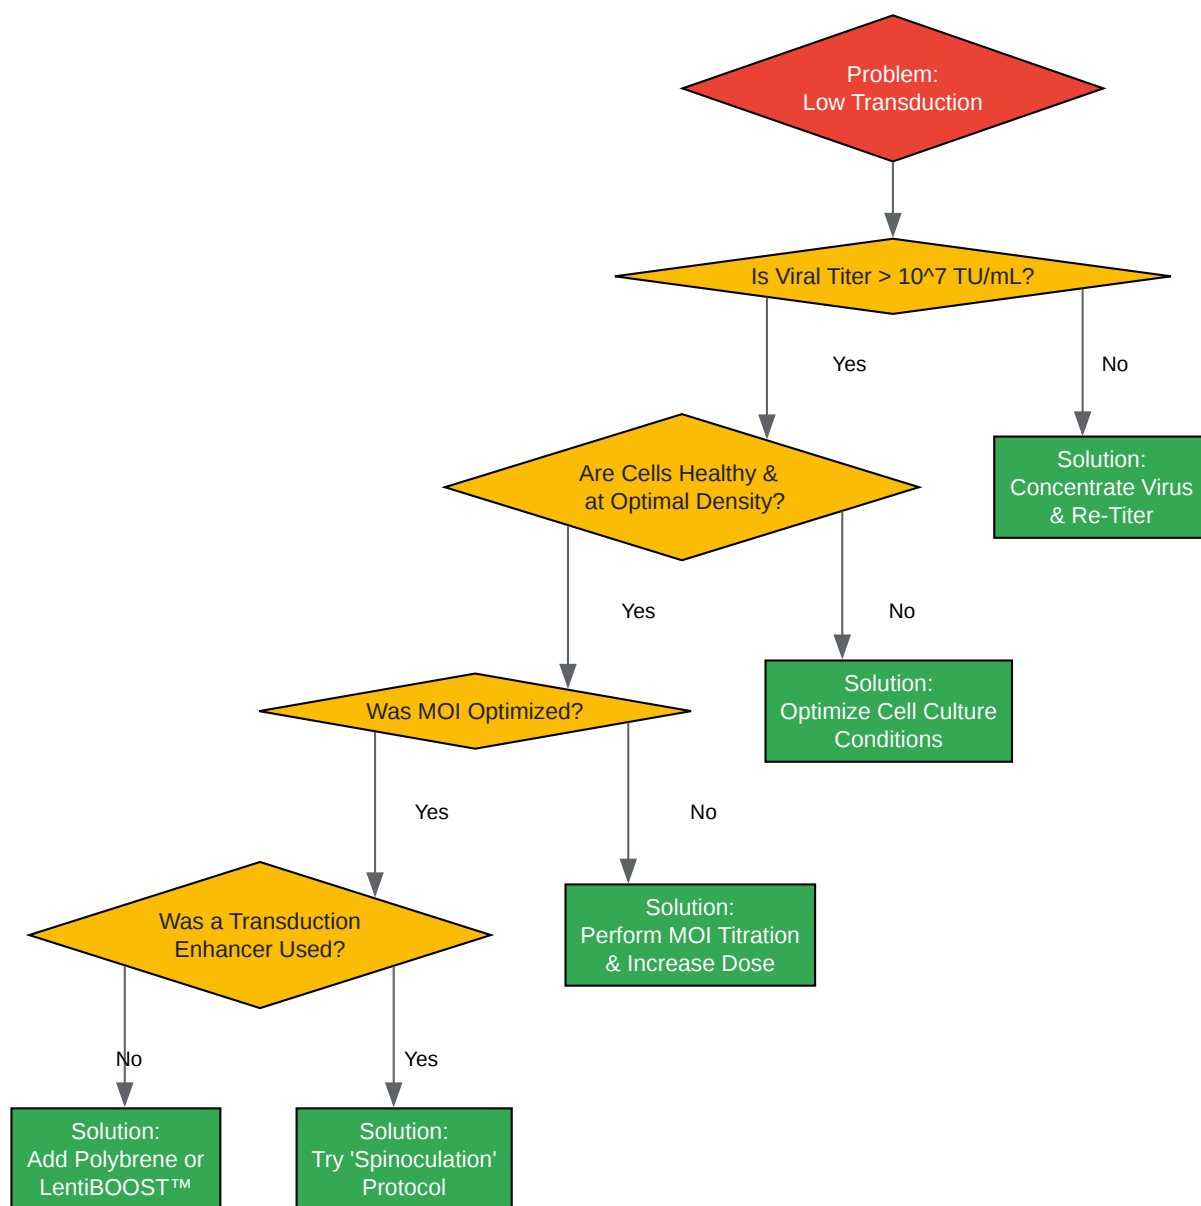 Problem:
Low Transduction
Is Viral Titer > 10^7 TU/mL?
Yes
No
Are Cells Healthy &
at Optimal Density?
Solution:
Concentrate Virus
& Re-Titer
Yes
No
Was MOI Optimized?
Solution:
Optimize Cell Culture
Conditions
Yes
No
Was a Transduction
Enhancer Used?
Solution:
Perform MOI Titration
& Increase Dose
No
Yes
Solution:
Add Polybrene or
LentiBOOST™
Solution:
Try 'Spinoculation'
Protocol